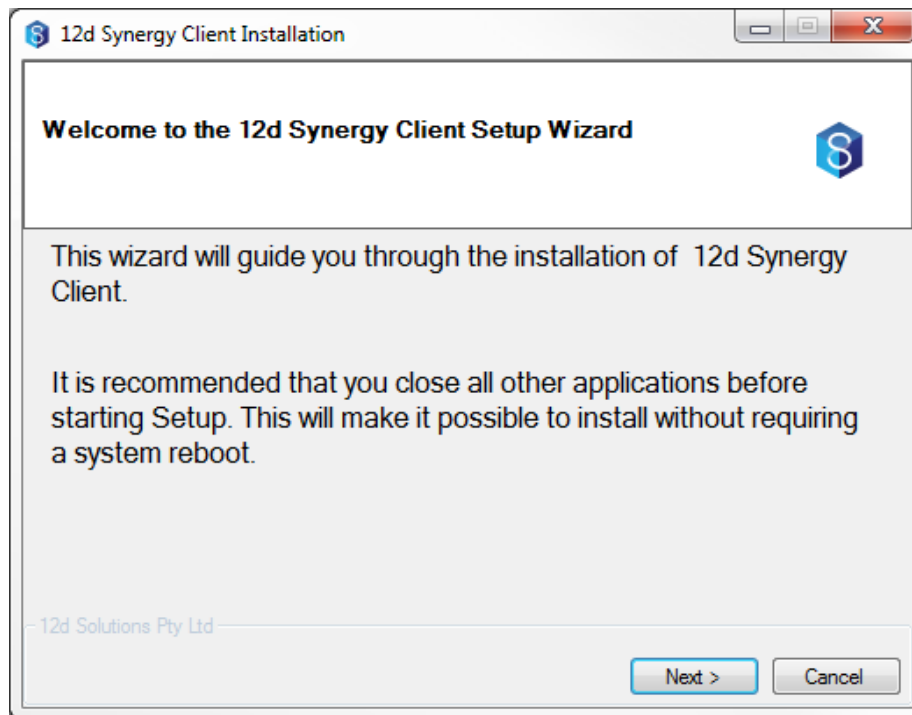 12d Synergy Client Installation
Welcome to the 12d Synergy Client Setup Wizard
This wizard will guide you through the installation of  12d Synergy
Client.
It is recommended that you close all other applications before
starting Setup. This will make it possible to install without requiring
a system reboot.
12d Solutions Pty Ltd
Next >
Cancel